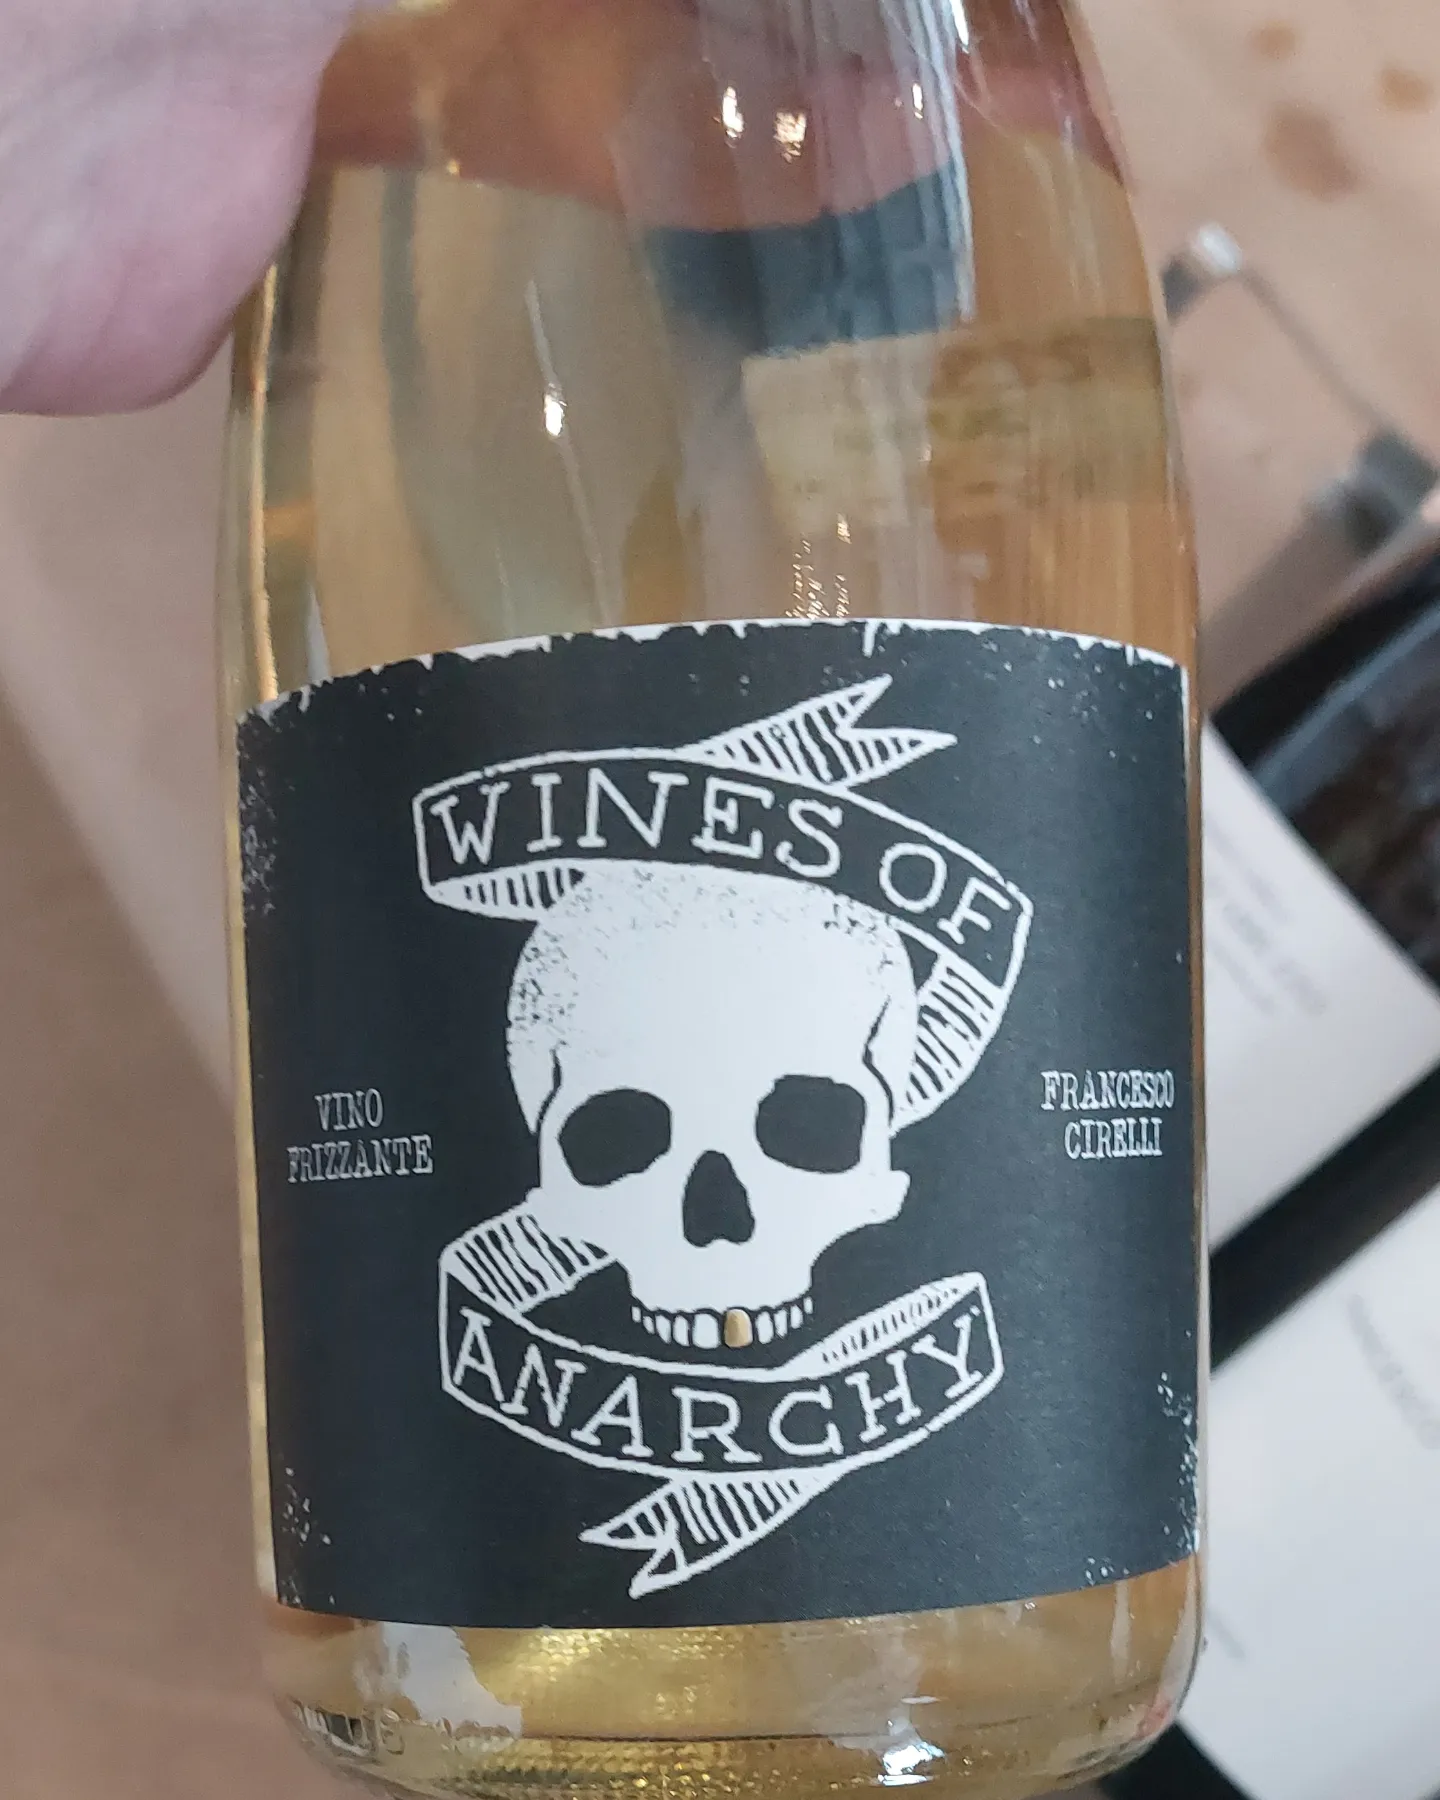 WINES OF
VINO
FRIZZANTE
FRANCESCO
CIRELLI
ANARCHY